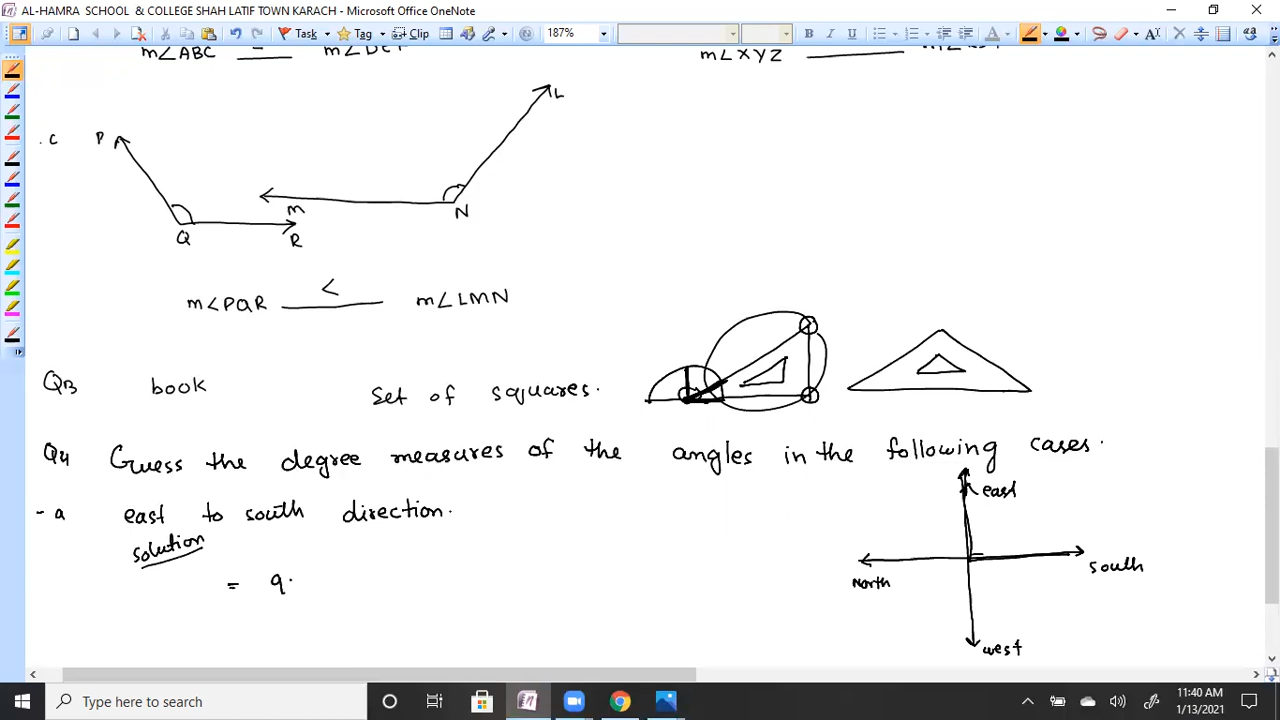 AL-HAMRA SCHOOL & COLLEGE SHAH LATIF TOWN KARACH - Microsoft Office OneNote
187%
Task
Tag
Clip
m∠ABC = m∠DEF
m∠XYZ
.C
P
Q
R
L
M
N
m∠PQR < m∠LMN
Q3 book Set of squares.
Q4 Guess the degree measures of the angles in the following cases.
- a east to south direction.
solution
= 9.
east
South
North
west
Type here to search
11:40 AM
1/13/2021